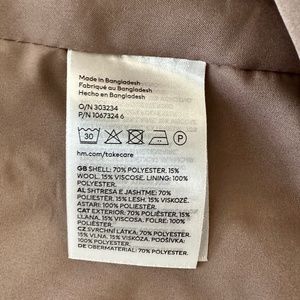 Made in Bangladesh
Fabriqué au Bangladesh
Hecho en Bangladesh
O/N 303234
P/N 1067324 6
30
P
hm.com/takecare
GB SHELL: 70% POLYESTER. 15%
WOOL. 15% VISCOSE. LINING: 100%
POLYESTER.
AL SHTRESA E JASHTME: 70%
POLIESTËR. 15% LESH. 15% VISKOZË.
ASTARI: 100% POLIESTËR.
CAT EXTERIOR: 70% POLIÈSTER, 15%
LLANA, 15% VISCOSA. FOLRE: 100%
POLIÈSTER.
CZ SVRCHNÍ LÁTKA: 70% POLYESTER,
15% VLNA, 15% VISKÓZA. PODŠÍVKA:
100% POLYESTER.
DE OBERMATERIAL: 70% POLYESTER,